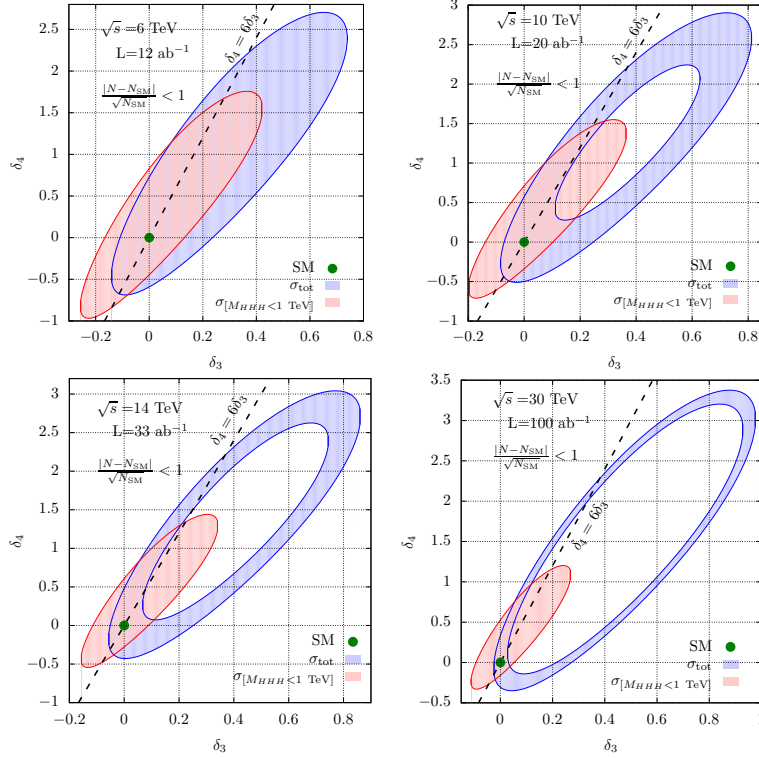 √s =6 TeV
L=12 ab⁻¹
|N−N_SM|/√N_SM < 1
δ₄ = 6δ₃
SM
σ_tot
σ_[M_HHH<1 TeV]
2.5
2
1.5
1
0.5
0
−0.5
−1
δ₄
−0.2 0 0.2 0.4 0.6 0.8
δ₃
√s =10 TeV
L=20 ab⁻¹
|N−N_SM|/√N_SM < 1
δ₄ = 6δ₃
SM
σ_tot
σ_[M_HHH<1 TeV]
3
2.5
2
1.5
1
0.5
0
−0.5
−1
δ₄
−0.2 0 0.2 0.4 0.6 0.8
δ₃
√s =14 TeV
L=33 ab⁻¹
|N−N_SM|/√N_SM < 1
δ₄ = 6δ₃
SM
σ_tot
σ_[M_HHH<1 TeV]
3
2.5
2
1.5
1
0.5
0
−0.5
−1
δ₄
−0.2 0 0.2 0.4 0.6 0.8
δ₃
√s =30 TeV
L=100 ab⁻¹
|N−N_SM|/√N_SM < 1
δ₄ = 6δ₃
SM
σ_tot
σ_[M_HHH<1 TeV]
3.5
3
2.5
2
1.5
1
0.5
0
−0.5
δ₄
−0.2 0 0.2 0.4 0.6 0.8
δ₃